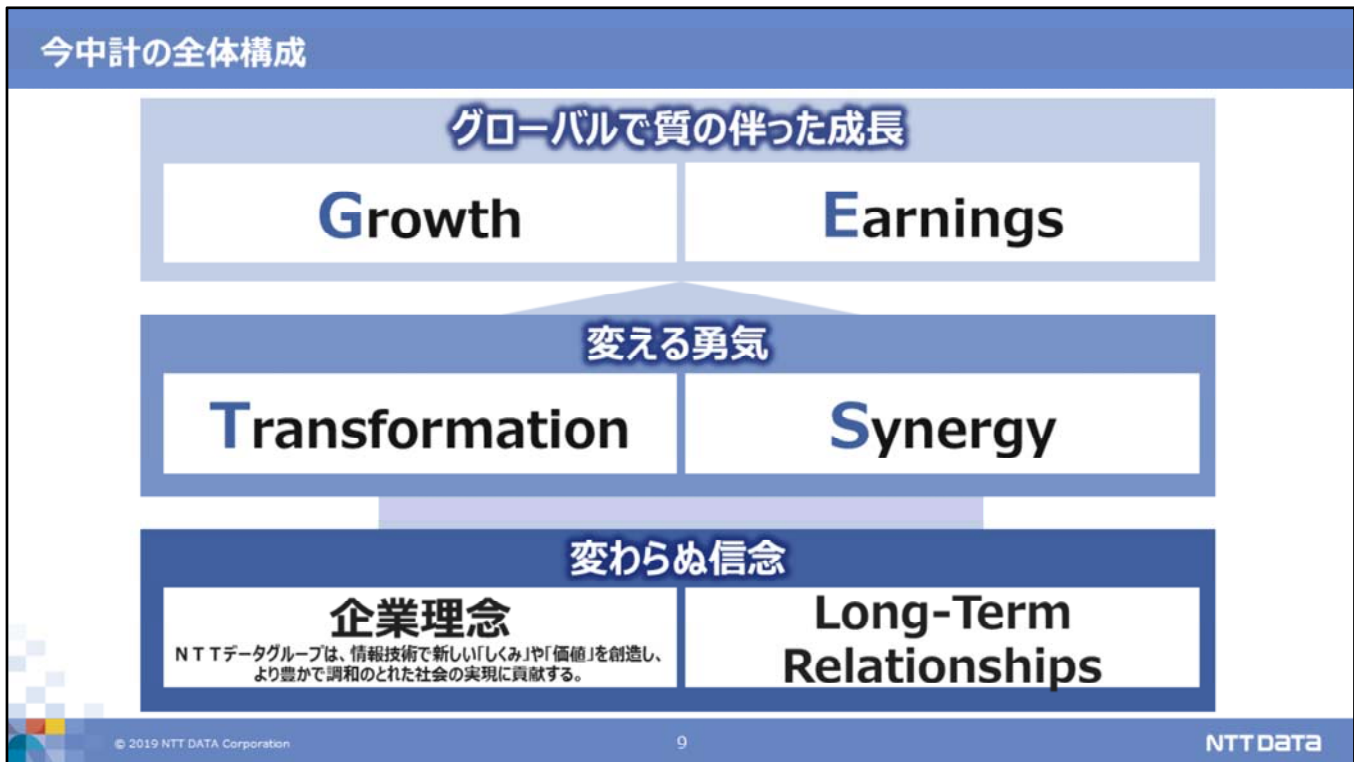 今中計の全体構成
グローバルで質の伴った成長
Growth
Earnings
変える勇気
Transformation
Synergy
変わらぬ信念
企業理念
NTTデータグループは、情報技術で新しい「しくみ」や「価値」を創造し、
より豊かで調和のとれた社会の実現に貢献する。
Long-Term
Relationships
© 2019 NTT DATA Corporation
9
NTT DATA